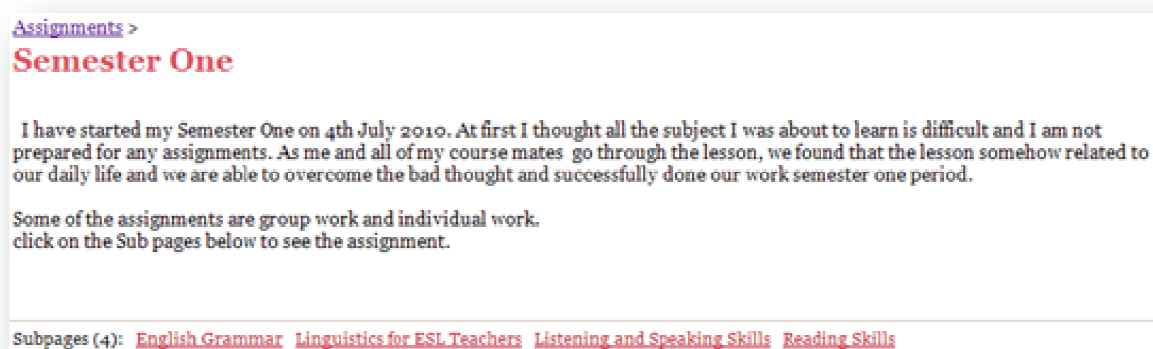 Assignments >
Semester One
I have started my Semester One on 4th July 2010. At first I thought all the subject I was about to learn is difficult and I am not
prepared for any assignments. As me and all of my course mates go through the lesson, we found that the lesson somehow related to
our daily life and we are able to overcome the bad thought and successfully done our work semester one period.
Some of the assignments are group work and individual work.
click on the Sub pages below to see the assignment.
Subpages (4): English Grammar Linguistics for ESL Teachers Listening and Speaking Skills Reading Skills